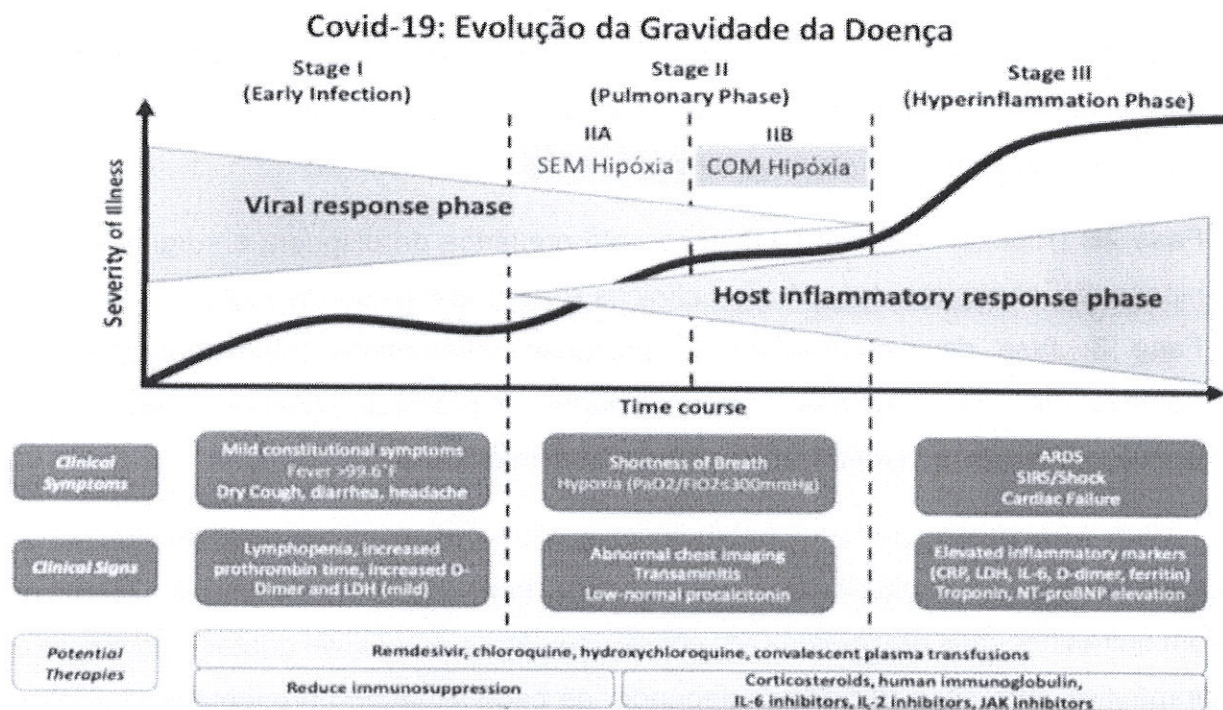 Covid-19: Evolução da Gravidade da Doença
Stage I
(Early Infection)
Stage II
(Pulmonary Phase)
Stage III
(Hyperinflammation Phase)
IIA
SEM Hipóxia
IIB
COM Hipóxia
Severity of Illness
Viral response phase
Host inflammatory response phase
Time course
Clinical
Symptoms
Mild constitutional symptoms
Fever >99.6°F
Dry Cough, diarrhea, headache
Shortness of Breath
Hypoxia (PaO2/FiO2≤300mmHg)
ARDS
SIRS/Shock
Cardiac Failure
Clinical Signs
Lymphopenia, increased
prothrombin time, increased D-
Dimer and LDH (mild)
Abnormal chest imaging
Transaminitis
Low-normal procalcitonin
Elevated inflammatory markers
(CRP, LDH, IL-6, D-dimer, ferritin)
Troponin, NT-proBNP elevation
Potential
Therapies
Remdesivir, chloroquine, hydroxychloroquine, convalescent plasma transfusions
Reduce immunosuppression
Corticosteroids, human immunoglobulin,
IL-6 inhibitors, IL-2 inhibitors, JAK inhibitors